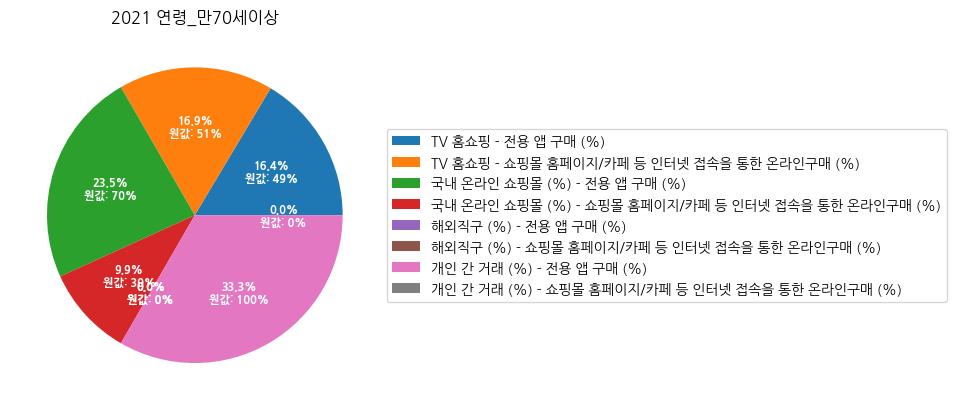 2021 연령_만70세이상
16.9%
원값: 51%
16.4%
원값: 49%
23.5%
원값: 70%
0.0%
원값: 0%
9.9%
원값: 30%
0.0%
원값: 0%
33.3%
원값: 100%
TV 홈쇼핑 - 전용 앱 구매 (%)
TV 홈쇼핑 - 쇼핑몰 홈페이지/카페 등 인터넷 접속을 통한 온라인구매 (%)
국내 온라인 쇼핑몰 (%) - 전용 앱 구매 (%)
국내 온라인 쇼핑몰 (%) - 쇼핑몰 홈페이지/카페 등 인터넷 접속을 통한 온라인구매 (%)
해외직구 (%) - 전용 앱 구매 (%)
해외직구 (%) - 쇼핑몰 홈페이지/카페 등 인터넷 접속을 통한 온라인구매 (%)
개인 간 거래 (%) - 전용 앱 구매 (%)
개인 간 거래 (%) - 쇼핑몰 홈페이지/카페 등 인터넷 접속을 통한 온라인구매 (%)